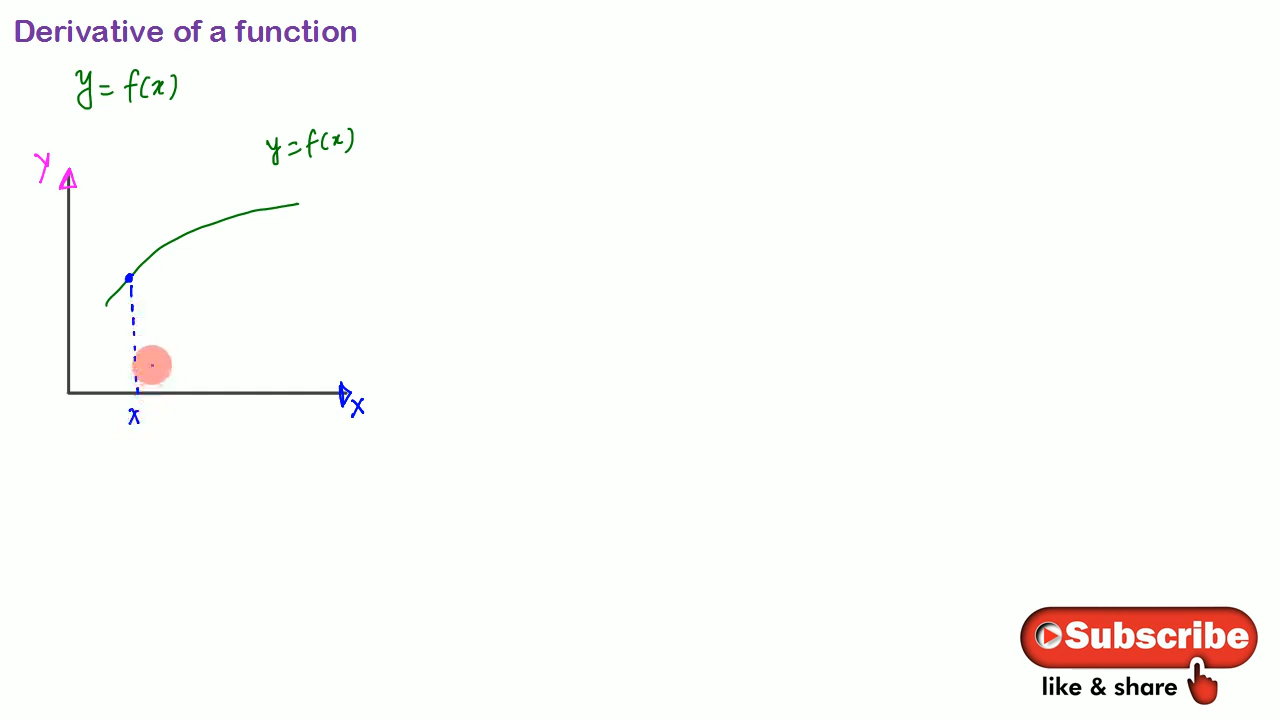 Derivative of a function
y = f(x)
y = f(x)
y
x
x
Subscribe
like & share